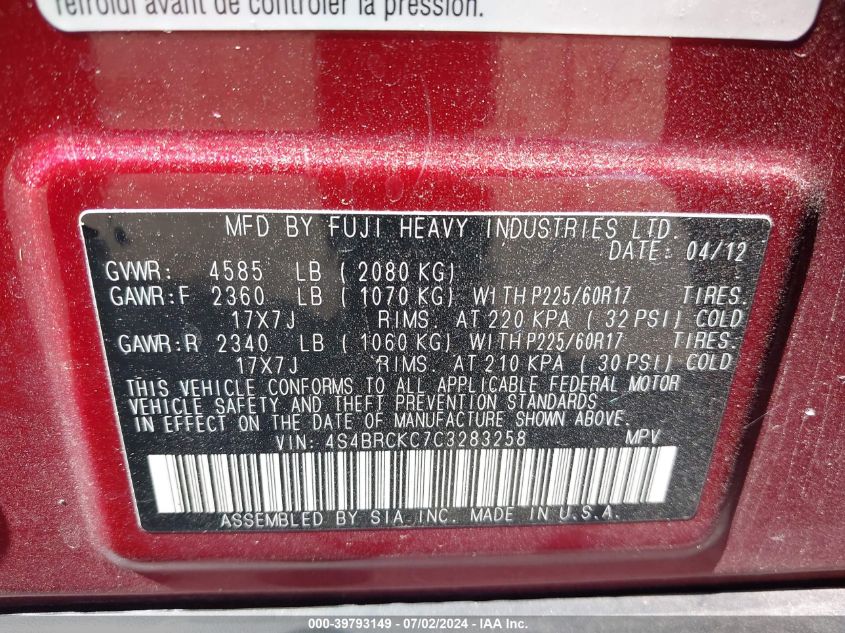 refroidi avant de contrôler la pression.
MFD BY FUJI HEAVY INDUSTRIES LTD.
DATE: 04/12
GVWR: 4585 LB ( 2080 KG)
GAWR:F 2360 LB ( 1070 KG) WITH P225/60R17 TIRES.
17X7J RIMS. AT 220 KPA ( 32 PSI) COLD
GAWR:R 2340 LB ( 1060 KG) WITH P225/60R17 TIRES.
17X7J RIMS. AT 210 KPA ( 30 PSI) COLD
THIS VEHICLE CONFORMS TO ALL APPLICABLE FEDERAL MOTOR
VEHICLE SAFETY AND THEFT PREVENTION STANDARDS
IN EFFECT ON THE DATE OF MANUFACTURE SHOWN ABOVE.
VIN: 4S4BRCKC7C3283258 MPV
ASSEMBLED BY SIA, INC. MADE IN U.S.A.
000-39793149 - 07/02/2024 - IAAI.com